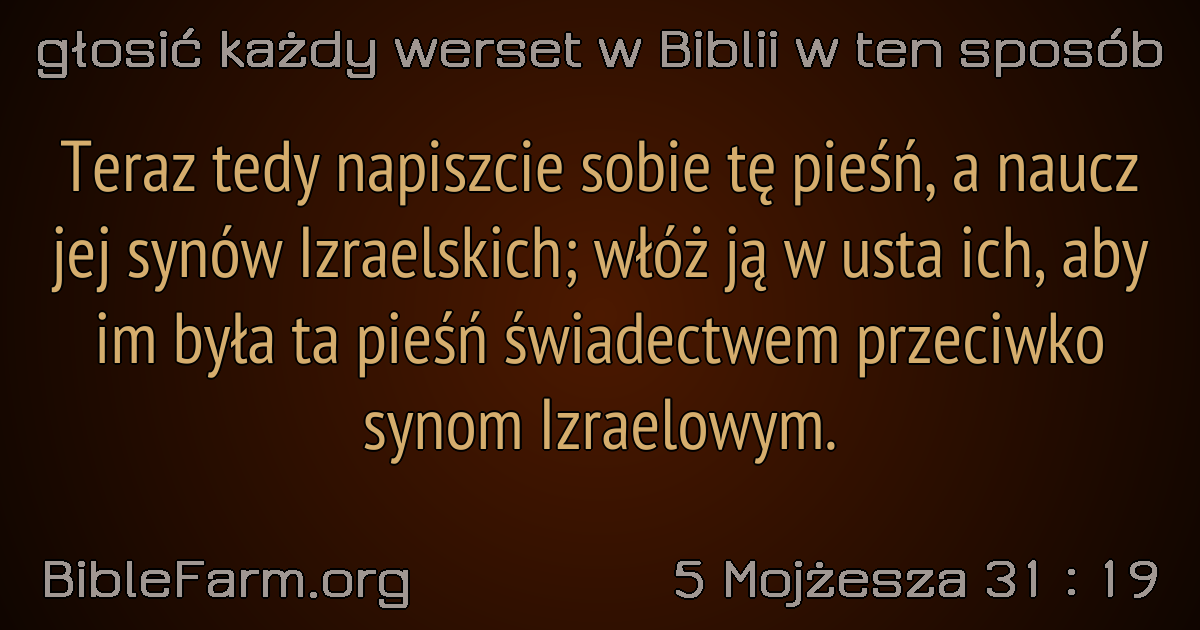 głosić każdy werset w Biblii w ten sposób
Teraz tedy napiszcie sobie tę pieśń, a naucz
jej synów Izraelskich; włóż ją w usta ich, aby
im była ta pieśń świadectwem przeciwko
synom Izraelowym.
BibleFarm.org
5 Mojżesza 31 : 19